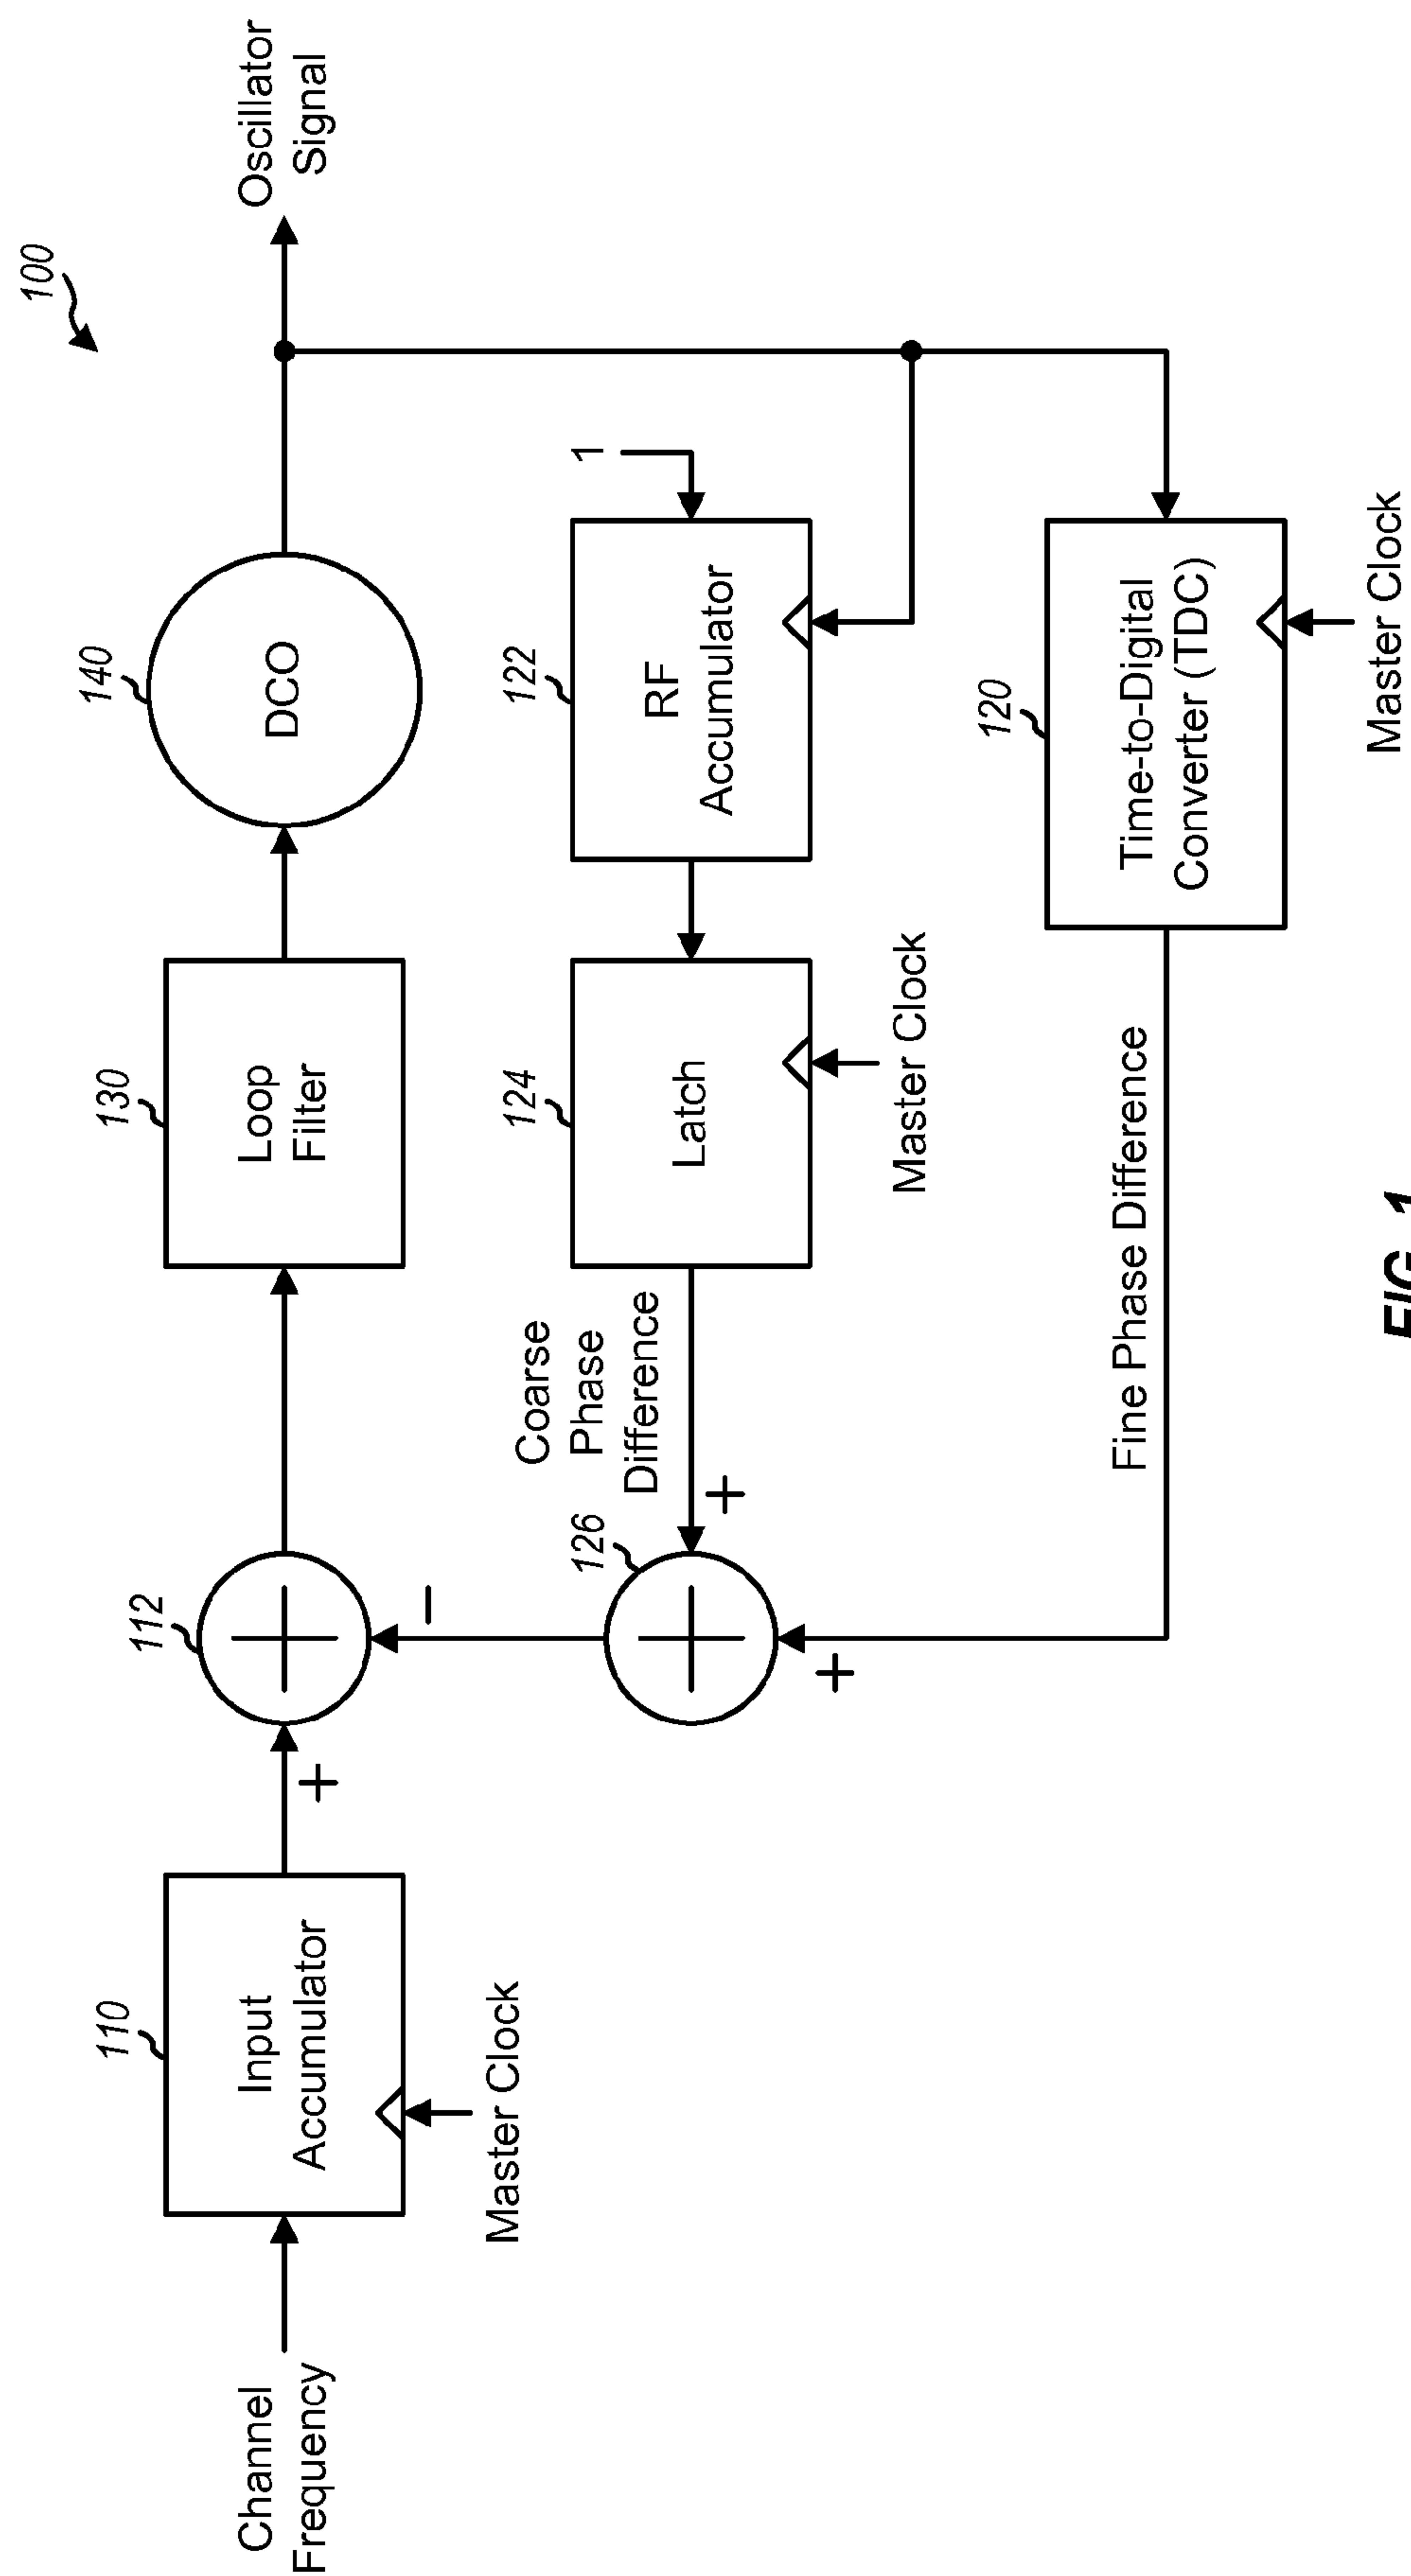 100
Channel
Frequency
110
Input
Accumulator
Master Clock
112
130
Loop
Filter
140
DCO
Oscillator
Signal
126
Coarse
Phase
Difference
124
Latch
Master Clock
122
RF
Accumulator
1
Fine Phase Difference
120
Time-to-Digital
Converter (TDC)
Master Clock
+
−
+
+
FIG. 1